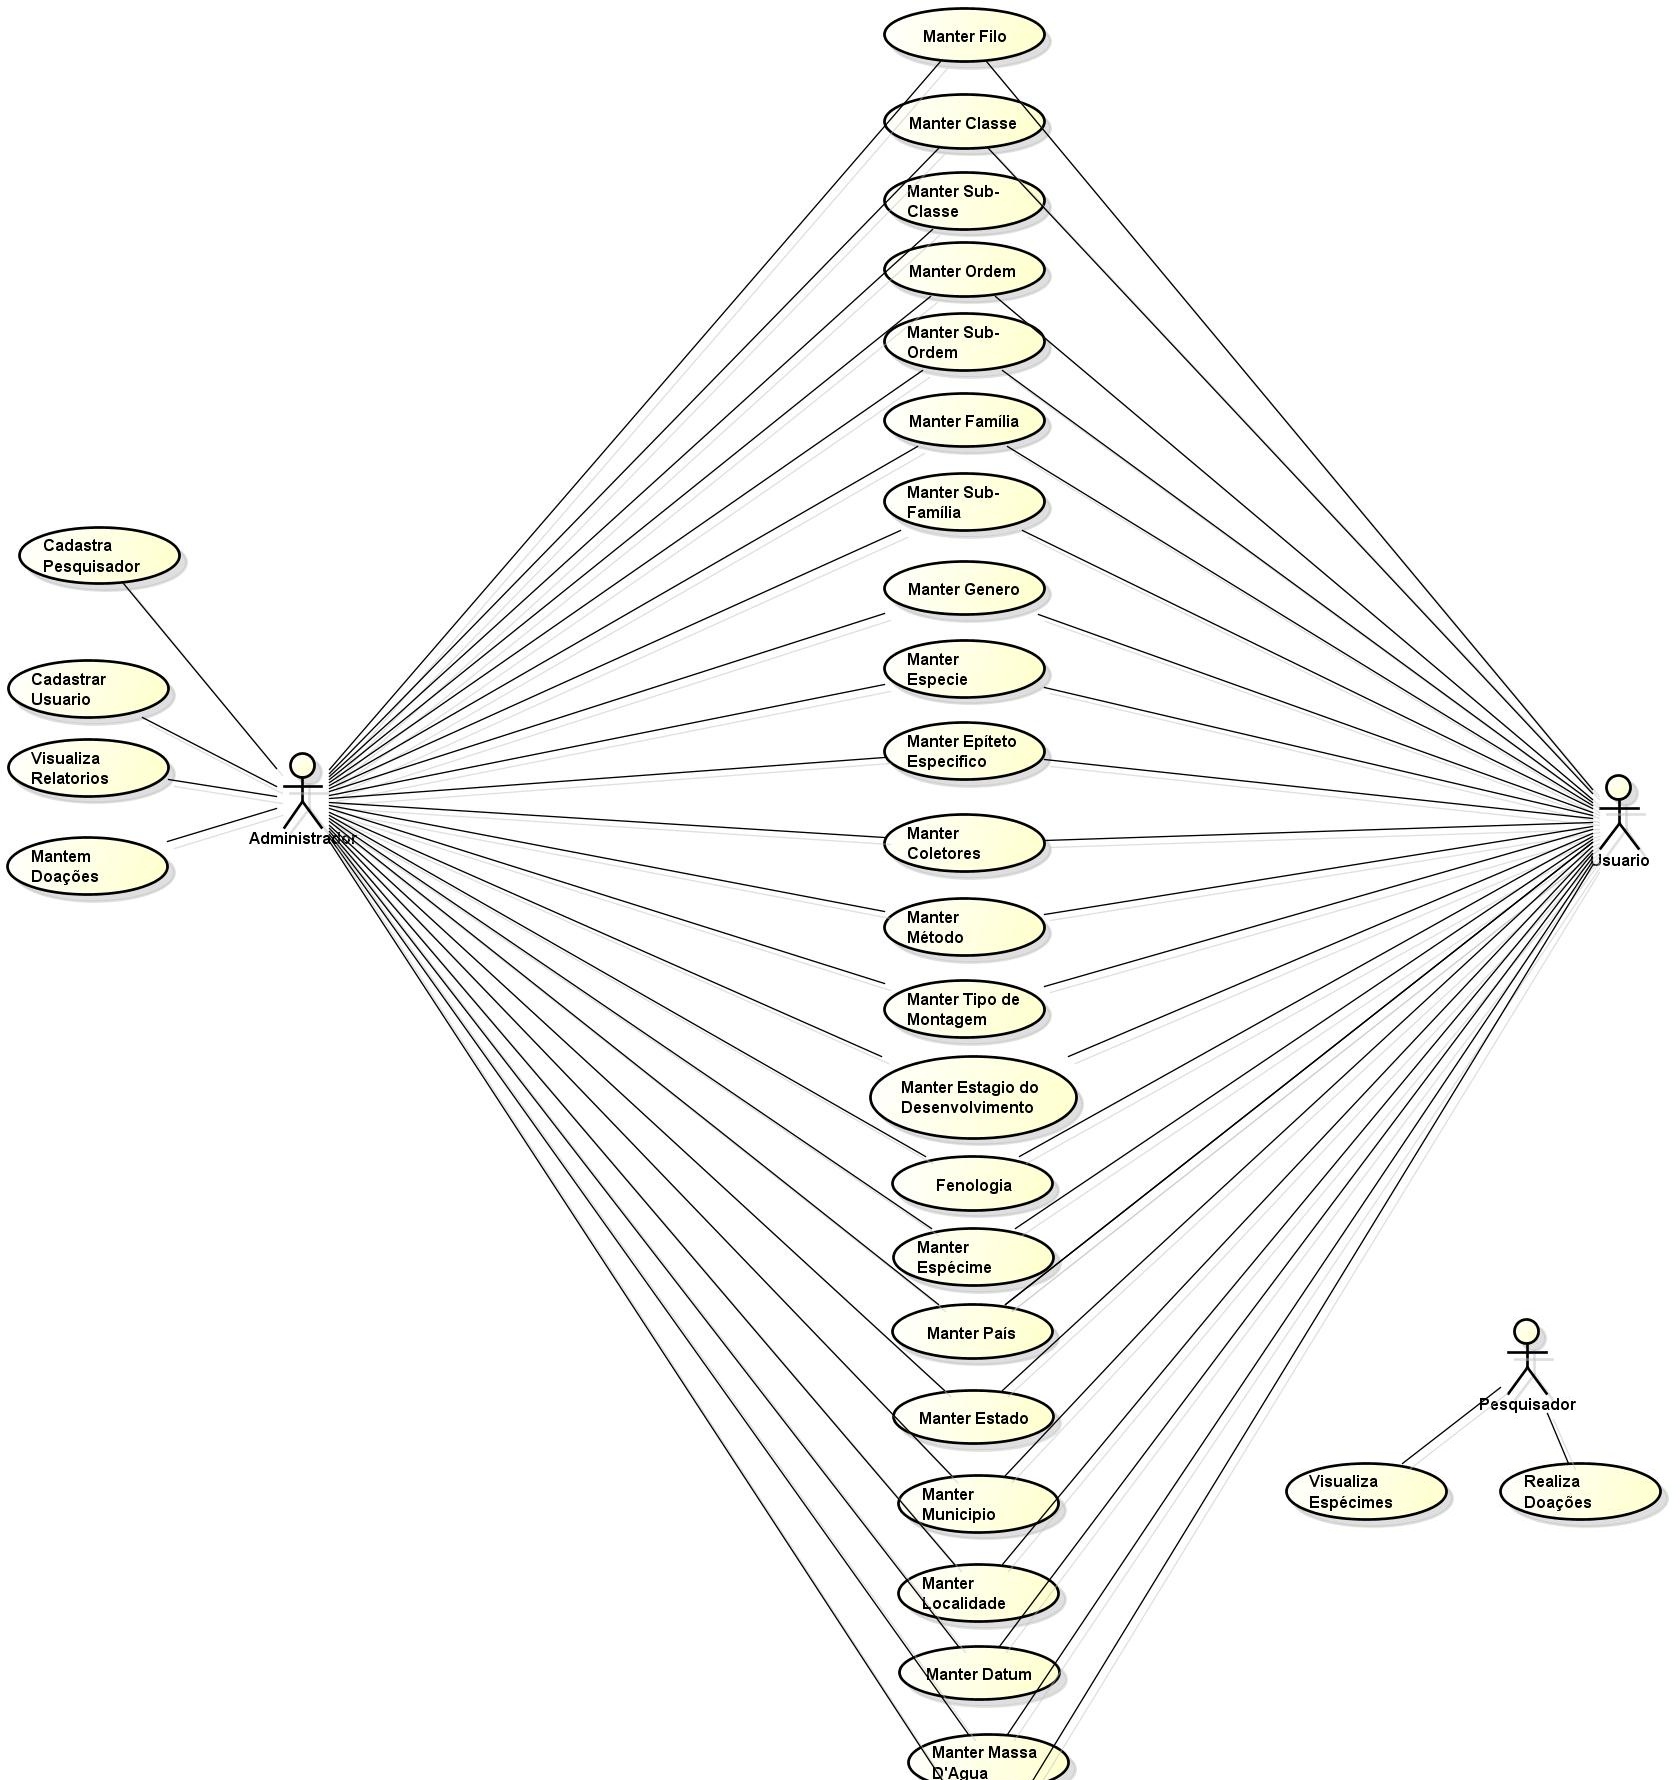 Manter Filo
Manter Classe
Manter Sub-
Classe
Manter Ordem
Manter Sub-
Ordem
Manter Família
Manter Sub-
Família
Manter Genero
Manter
Especie
Manter Epíteto
Específico
Manter
Coletores
Manter
Método
Manter Tipo de
Montagem
Manter Estagio do
Desenvolvimento
Fenologia
Manter
Espécime
Manter País
Manter Estado
Manter
Municipio
Manter
Localidade
Manter Datum
Manter Massa
D'Agua
Cadastra
Pesquisador
Cadastrar
Usuario
Visualiza
Relatorios
Mantem
Doações
Administrador
Usuario
Pesquisador
Visualiza
Espécimes
Realiza
Doações